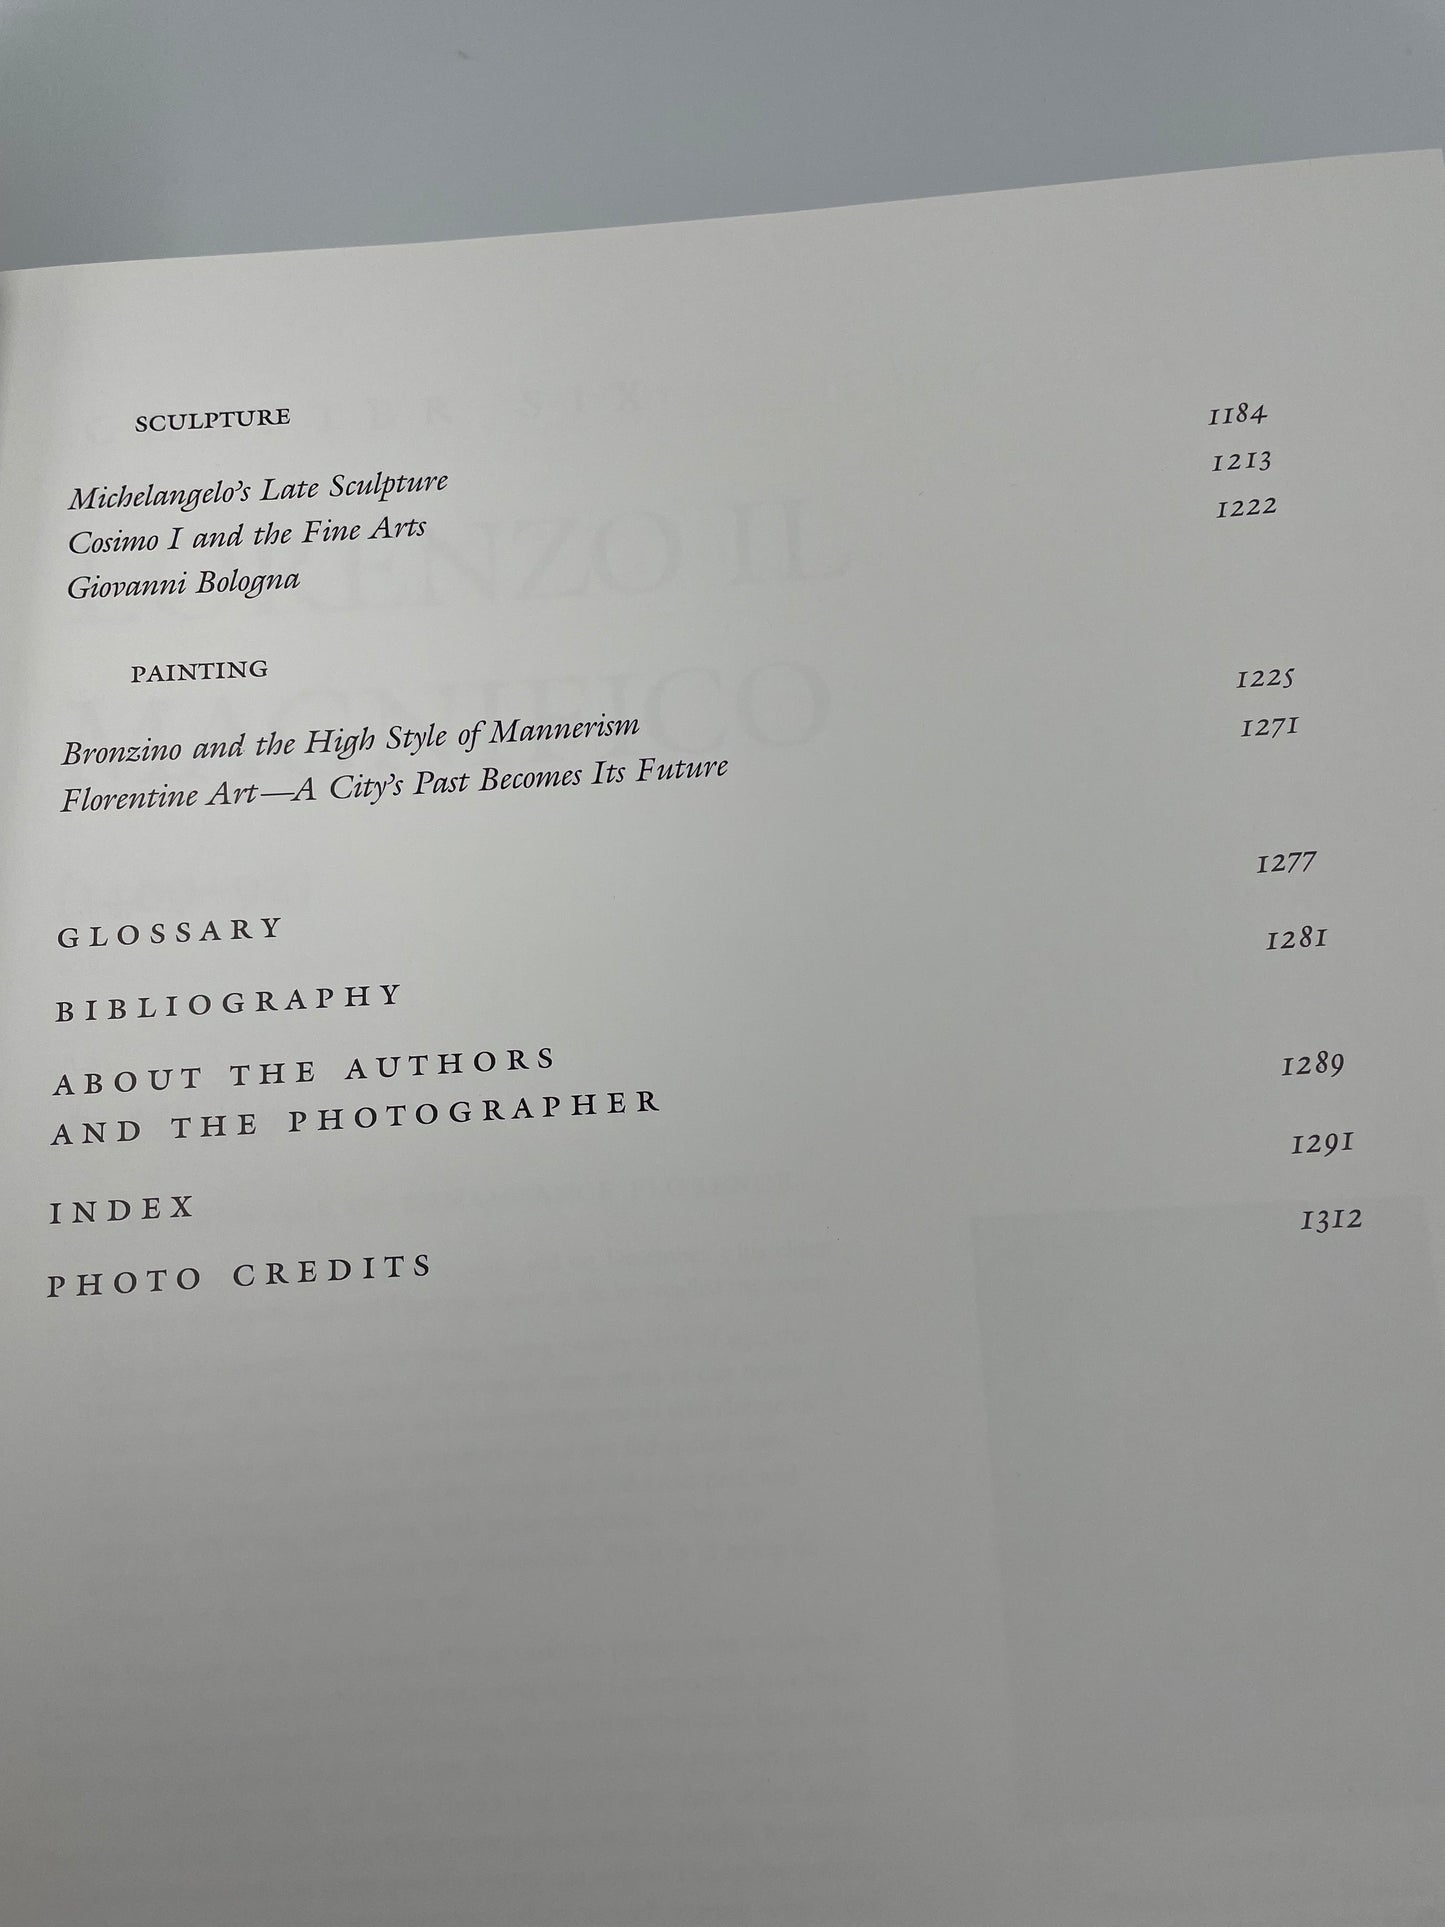 SCULPTURE
Michelangelo's Late Sculpture 1184
Cosimo I and the Fine Arts 1213
Giovanni Bologna 1222
PAINTING
Bronzino and the High Style of Mannerism 1225
Florentine Art—A City's Past Becomes Its Future 1271
GLOSSARY 1277
BIBLIOGRAPHY 1281
ABOUT THE AUTHORS
AND THE PHOTOGRAPHER 1289
INDEX 1291
PHOTO CREDITS 1312